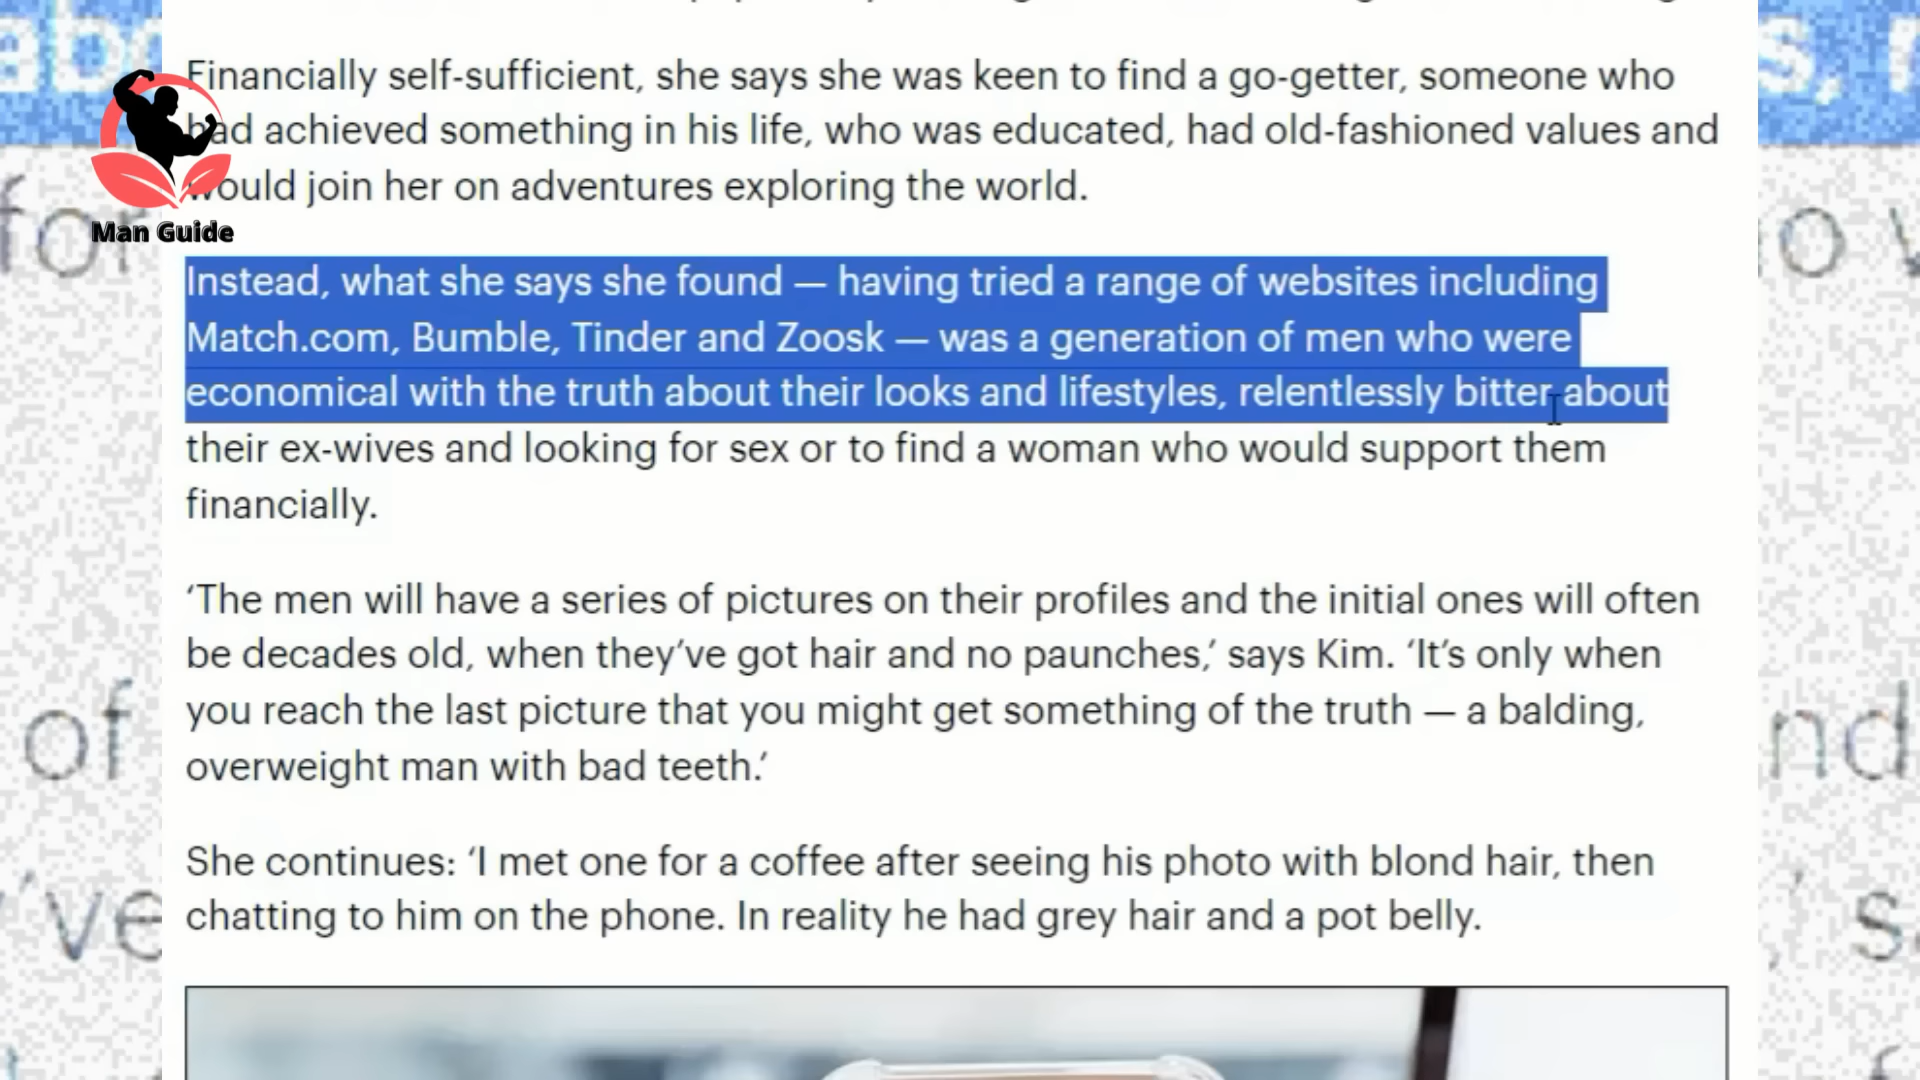 Financially self-sufficient, she says she was keen to find a go-getter, someone who
had achieved something in his life, who was educated, had old-fashioned values and
would join her on adventures exploring the world.
Man Guide
Instead, what she says she found — having tried a range of websites including
Match.com, Bumble, Tinder and Zoosk — was a generation of men who were
economical with the truth about their looks and lifestyles, relentlessly bitter about
their ex-wives and looking for sex or to find a woman who would support them
financially.
‘The men will have a series of pictures on their profiles and the initial ones will often
be decades old, when they’ve got hair and no paunches,’ says Kim. ‘It’s only when
you reach the last picture that you might get something of the truth — a balding,
overweight man with bad teeth.’
She continues: ‘I met one for a coffee after seeing his photo with blond hair, then
chatting to him on the phone. In reality he had grey hair and a pot belly.